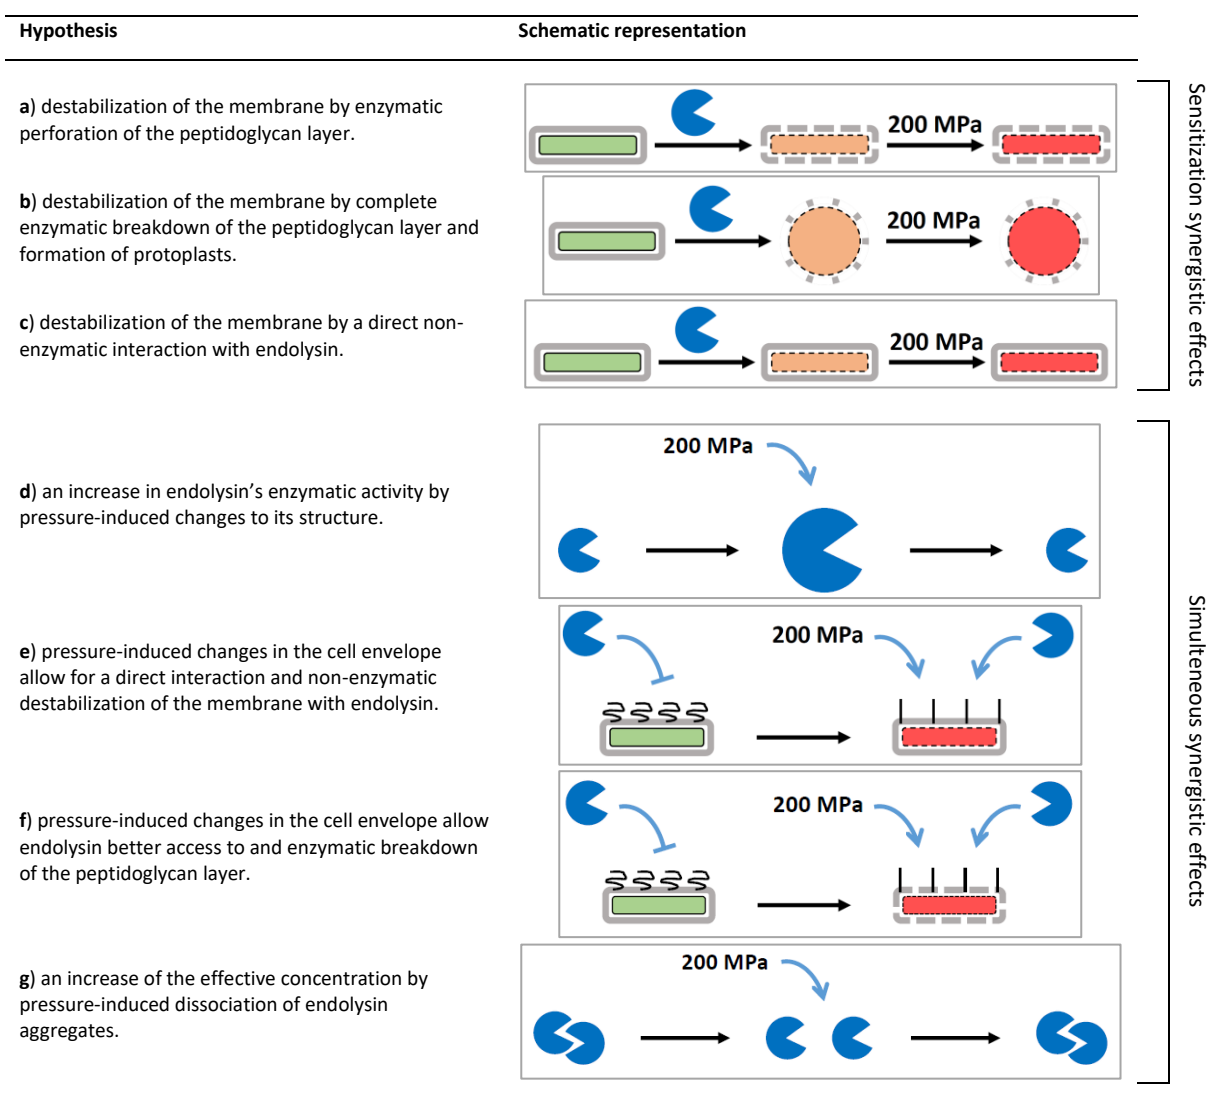 Hypothesis
Schematic representation
a) destabilization of the membrane by enzymatic
perforation of the peptidoglycan layer.
200 MPa
b) destabilization of the membrane by complete
enzymatic breakdown of the peptidoglycan layer and
formation of protoplasts.
200 MPa
c) destabilization of the membrane by a direct non-
enzymatic interaction with endolysin.
200 MPa
Sensitization synergistic effects
d) an increase in endolysin’s enzymatic activity by
pressure-induced changes to its structure.
200 MPa
e) pressure-induced changes in the cell envelope
allow for a direct interaction and non-enzymatic
destabilization of the membrane with endolysin.
200 MPa
f) pressure-induced changes in the cell envelope allow
endolysin better access to and enzymatic breakdown
of the peptidoglycan layer.
200 MPa
g) an increase of the effective concentration by
pressure-induced dissociation of endolysin
aggregates.
200 MPa
Simulteneous synergistic effects